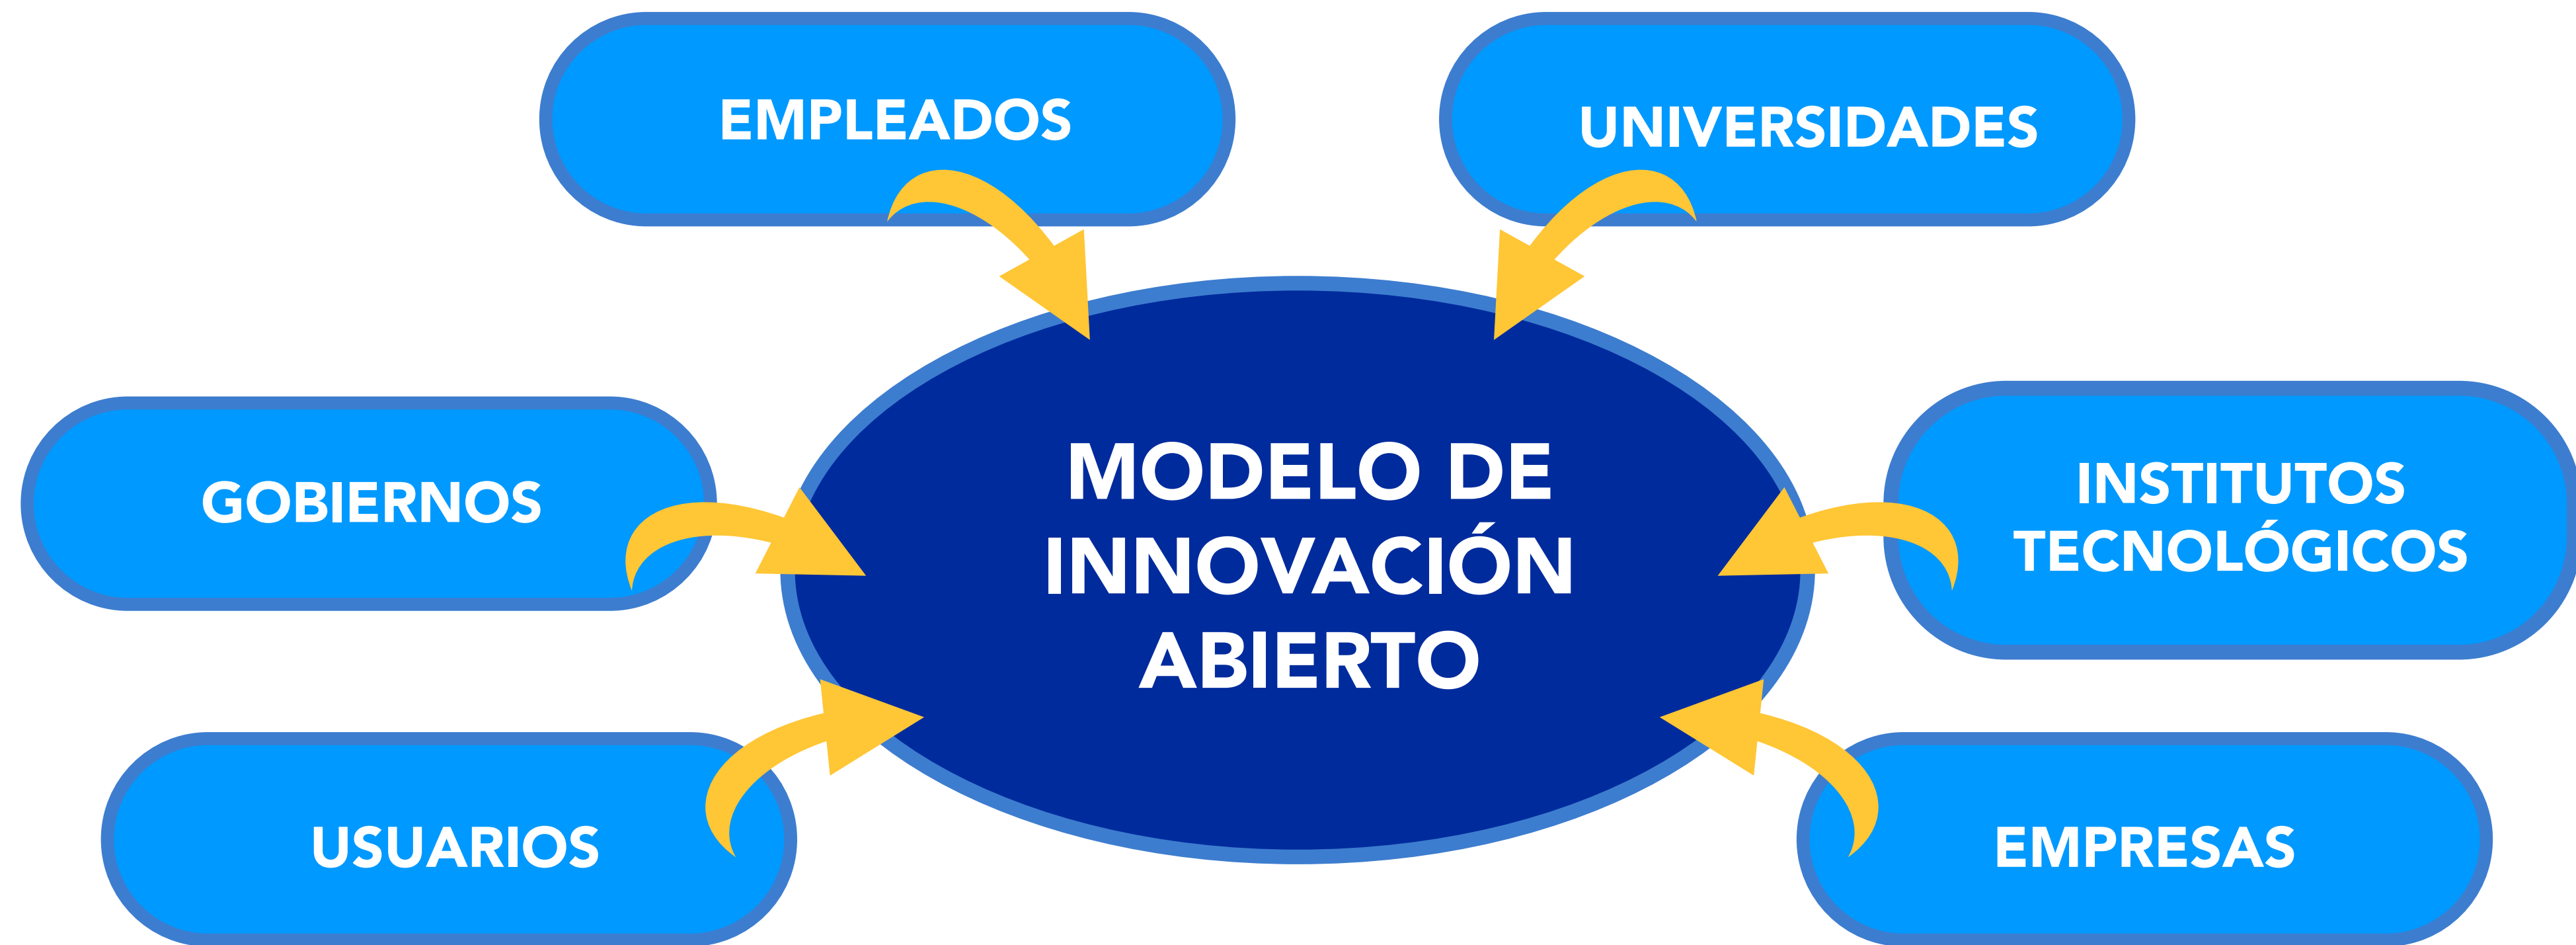 EMPLEADOS
UNIVERSIDADES
GOBIERNOS
MODELO DE
INNOVACIÓN
ABIERTO
INSTITUTOS
TECNOLÓGICOS
USUARIOS
EMPRESAS